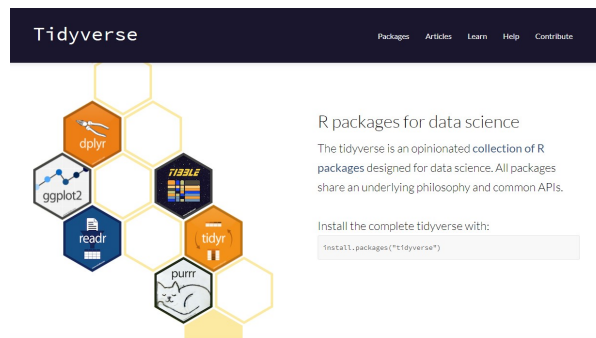 Tidyverse
Packages Articles Learn Help Contribute
dplyr
ggplot2
TIBBLE
readr
tidyr
purrr
R packages for data science
The tidyverse is an opinionated collection of R
packages designed for data science. All packages
share an underlying philosophy and common APIs.
Install the complete tidyverse with:
install.packages("tidyverse")